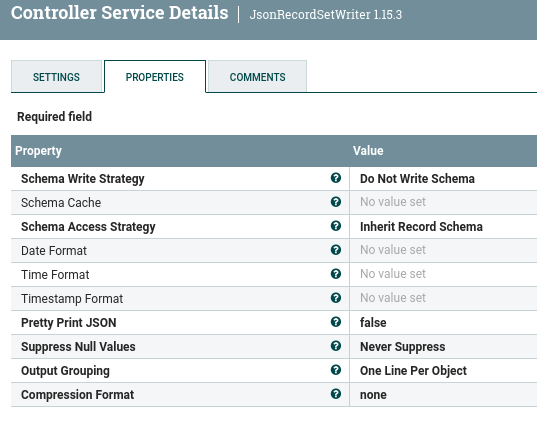 Controller Service Details | JsonRecordSetWriter 1.15.3
SETTINGS PROPERTIES COMMENTS
Required field
Property Value
Schema Write Strategy ? Do Not Write Schema
Schema Cache ? No value set
Schema Access Strategy ? Inherit Record Schema
Date Format ? No value set
Time Format ? No value set
Timestamp Format ? No value set
Pretty Print JSON ? false
Suppress Null Values ? Never Suppress
Output Grouping ? One Line Per Object
Compression Format ? none